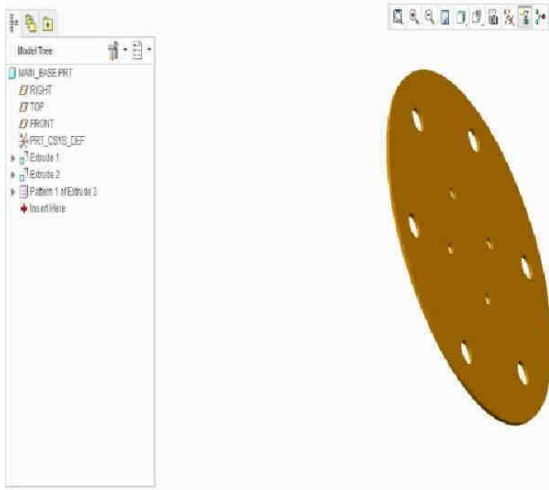 Model Tree
MAIN_BASE.PRT
RIGHT
TOP
FRONT
PRT_CSYS_DEF
Extrude 1
Extrude 2
Pattern 1 of Extrude 3
Insert Here